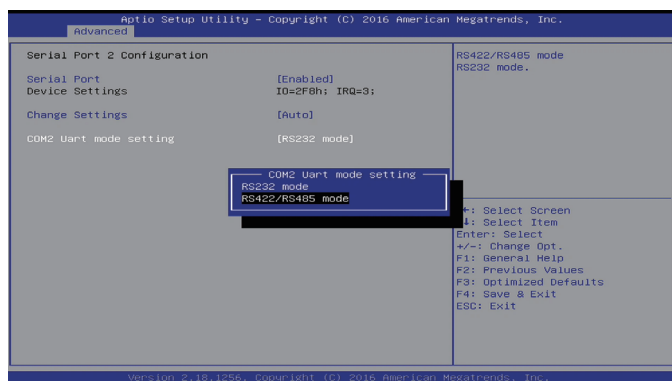 Aptio Setup Utility – Copyright (C) 2016 American Megatrends, Inc.
Advanced
Serial Port 2 Configuration
Serial Port [Enabled]
Device Settings IO=2F8h; IRQ=3;
Change Settings [Auto]
COM2 Uart mode setting [RS232 mode]
COM2 Uart mode setting
RS232 mode
RS422/RS485 mode
RS422/RS485 mode
RS232 mode.
: Select Screen
: Select Item
Enter: Select
+/-: Change Opt.
F1: General Help
F2: Previous Values
F3: Optimized Defaults
F4: Save & Exit
ESC: Exit
Version 2.18.1256. Copyright (C) 2016 American Megatrends, Inc.